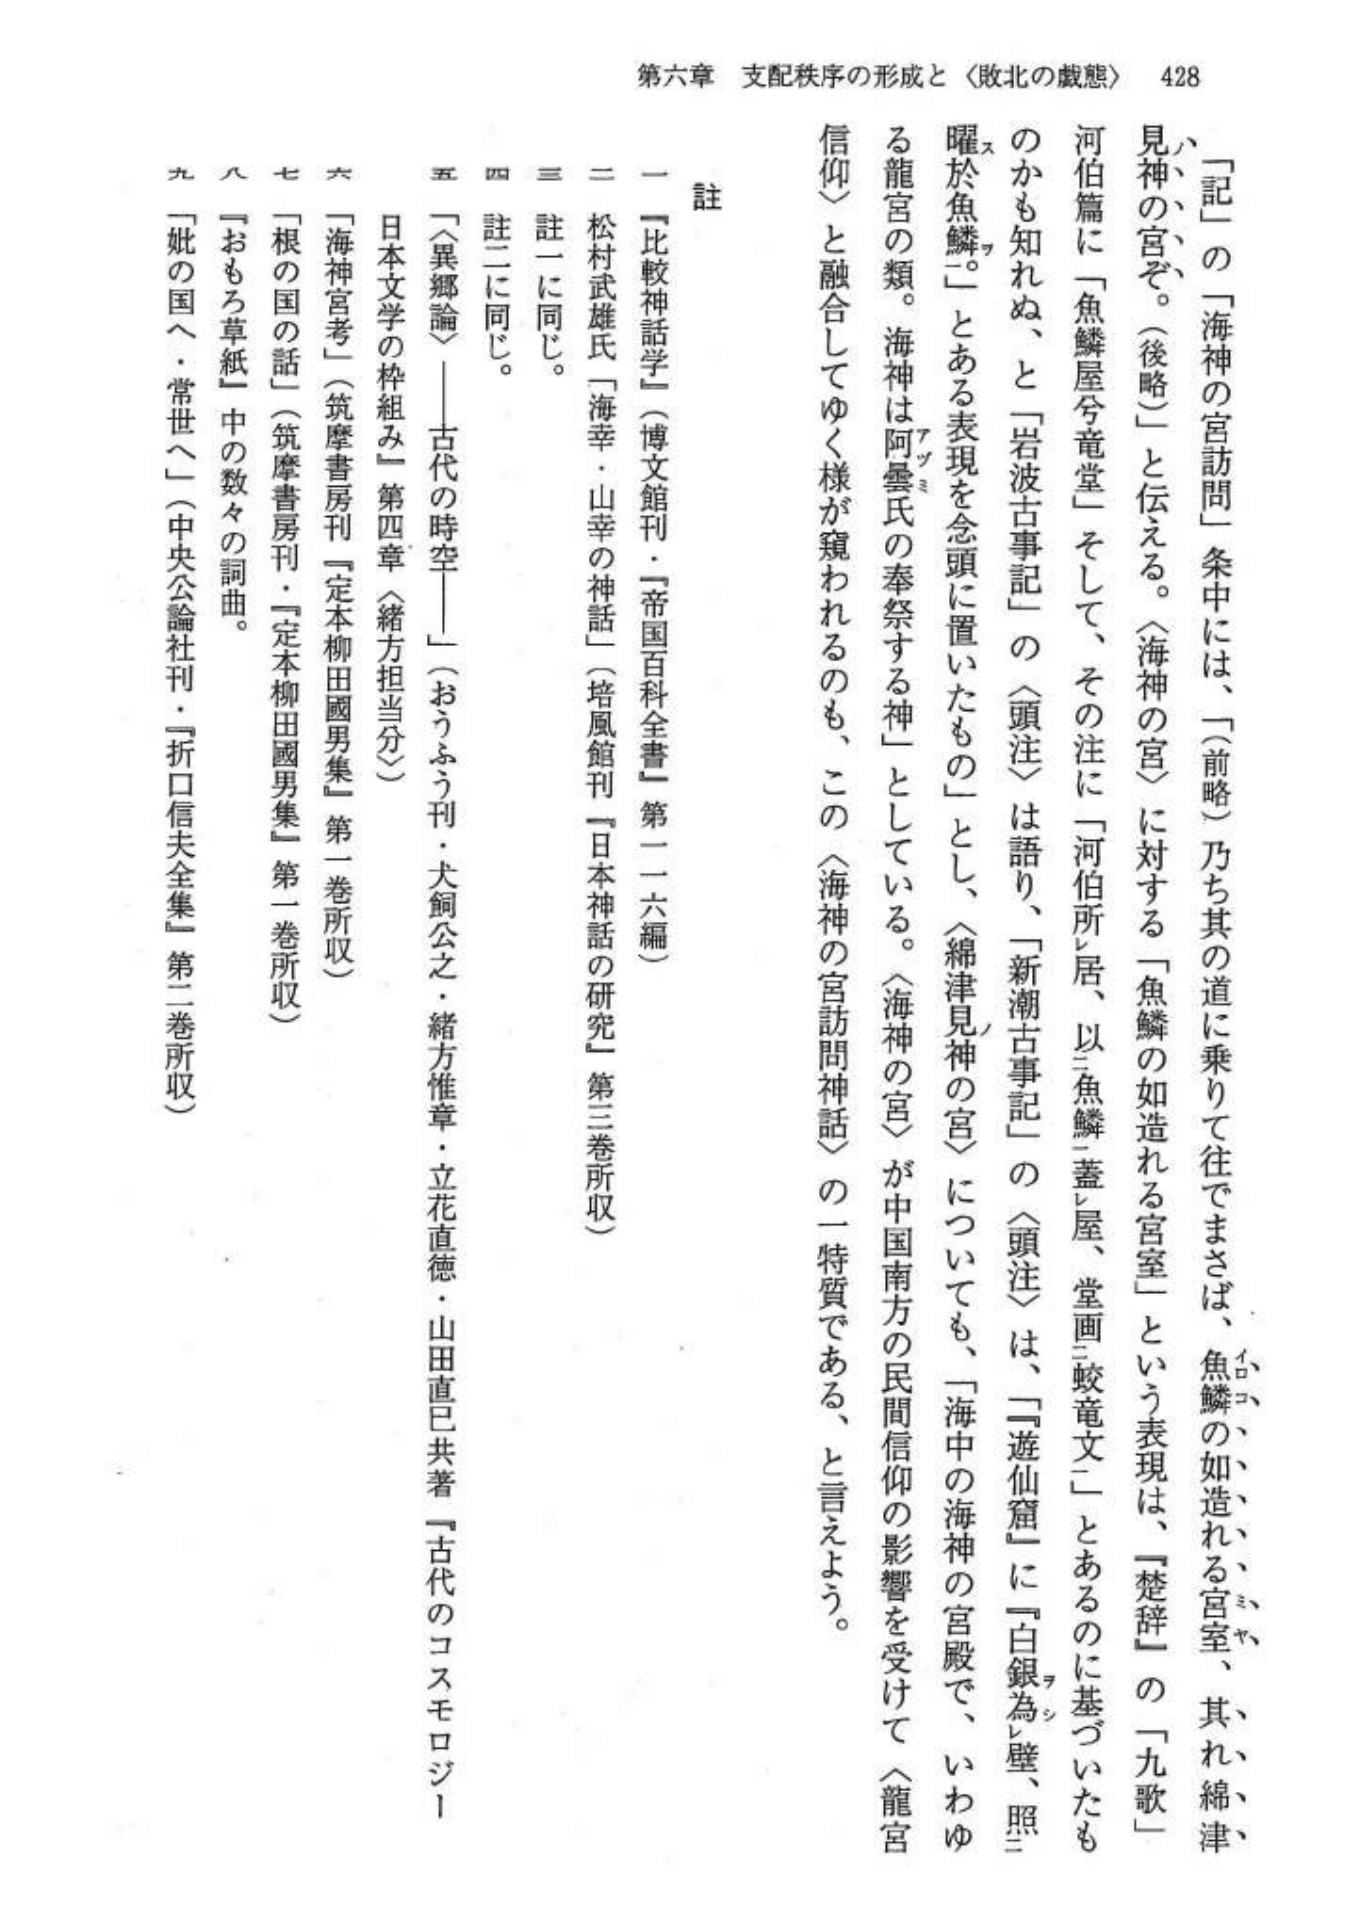 第六章　支配秩序の形成と〈敗北の戯態〉　428
「記」の「海神の宮訪問」条中には、「（前略）乃ち其の道に乗りて往でまさば、魚鱗の如造れる宮室、其れ綿津
見神の宮ぞ。（後略）」と伝える。〈海神の宮〉に対する「魚鱗の如造れる宮室」という表現は、『楚辞』の「九歌」
河伯篇に「魚鱗屋兮竜堂」そして、その注に「河伯所レ居、以二魚鱗一蓋レ屋、堂画二蛟竜文一」とあるのに基づいたも
のかも知れぬ、と「岩波古事記」の〈頭注〉は語り、「新潮古事記」の〈頭注〉は、「『遊仙窟』に『白銀為レ壁、照二
曜於魚鱗一。』とある表現を念頭に置いたもの」とし、〈綿津見神の宮〉についても、「海中の海神の宮殿で、いわゆ
る龍宮の類。海神は阿曇氏の奉祭する神」としている。〈海神の宮〉が中国南方の民間信仰の影響を受けて〈龍宮
信仰〉と融合してゆく様が窺われるのも、この〈海神の宮訪問神話〉の一特質である、と言えよう。
註
一　『比較神話学』（博文館刊・『帝国百科全書』第一一六編）
二　松村武雄氏「海幸・山幸の神話」（培風館刊『日本神話の研究』第三巻所収）
三　註一に同じ。
四　註二に同じ。
五　「〈異郷論〉――古代の時空――」（おうふう刊・犬飼公之・緒方惟章・立花直徳・山田直巳共著『古代のコスモロジー
日本文学の枠組み』第四章〈緒方担当分〉）
六　「海神宮考」（筑摩書房刊『定本柳田國男集』第一巻所収）
七　「根の国の話」（筑摩書房刊・『定本柳田國男集』第一巻所収）
八　『おもろ草紙』中の数々の詞曲。
九　「妣の国へ・常世へ」（中央公論社刊・『折口信夫全集』第二巻所収）